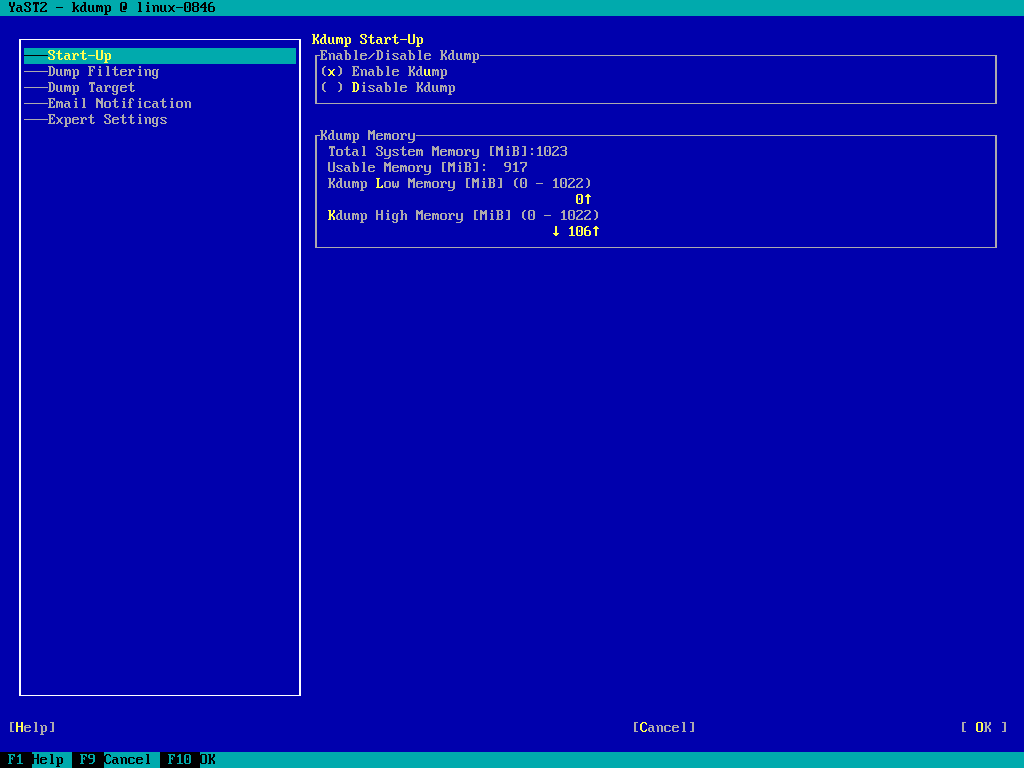 YaST2 - kdump @ linux-0846
Start-Up
Dump Filtering
Dump Target
Email Notification
Expert Settings
Kdump Start-Up
Enable/Disable Kdump
(x) Enable Kdump
( ) Disable Kdump
Kdump Memory
Total System Memory [MiB]:1023
Usable Memory [MiB]:  917
Kdump Low Memory [MiB] (0 - 1022)
0↑
Kdump High Memory [MiB] (0 - 1022)
↓ 106↑
[Help] [Cancel] [ OK ]
F1 Help F9 Cancel F10 OK